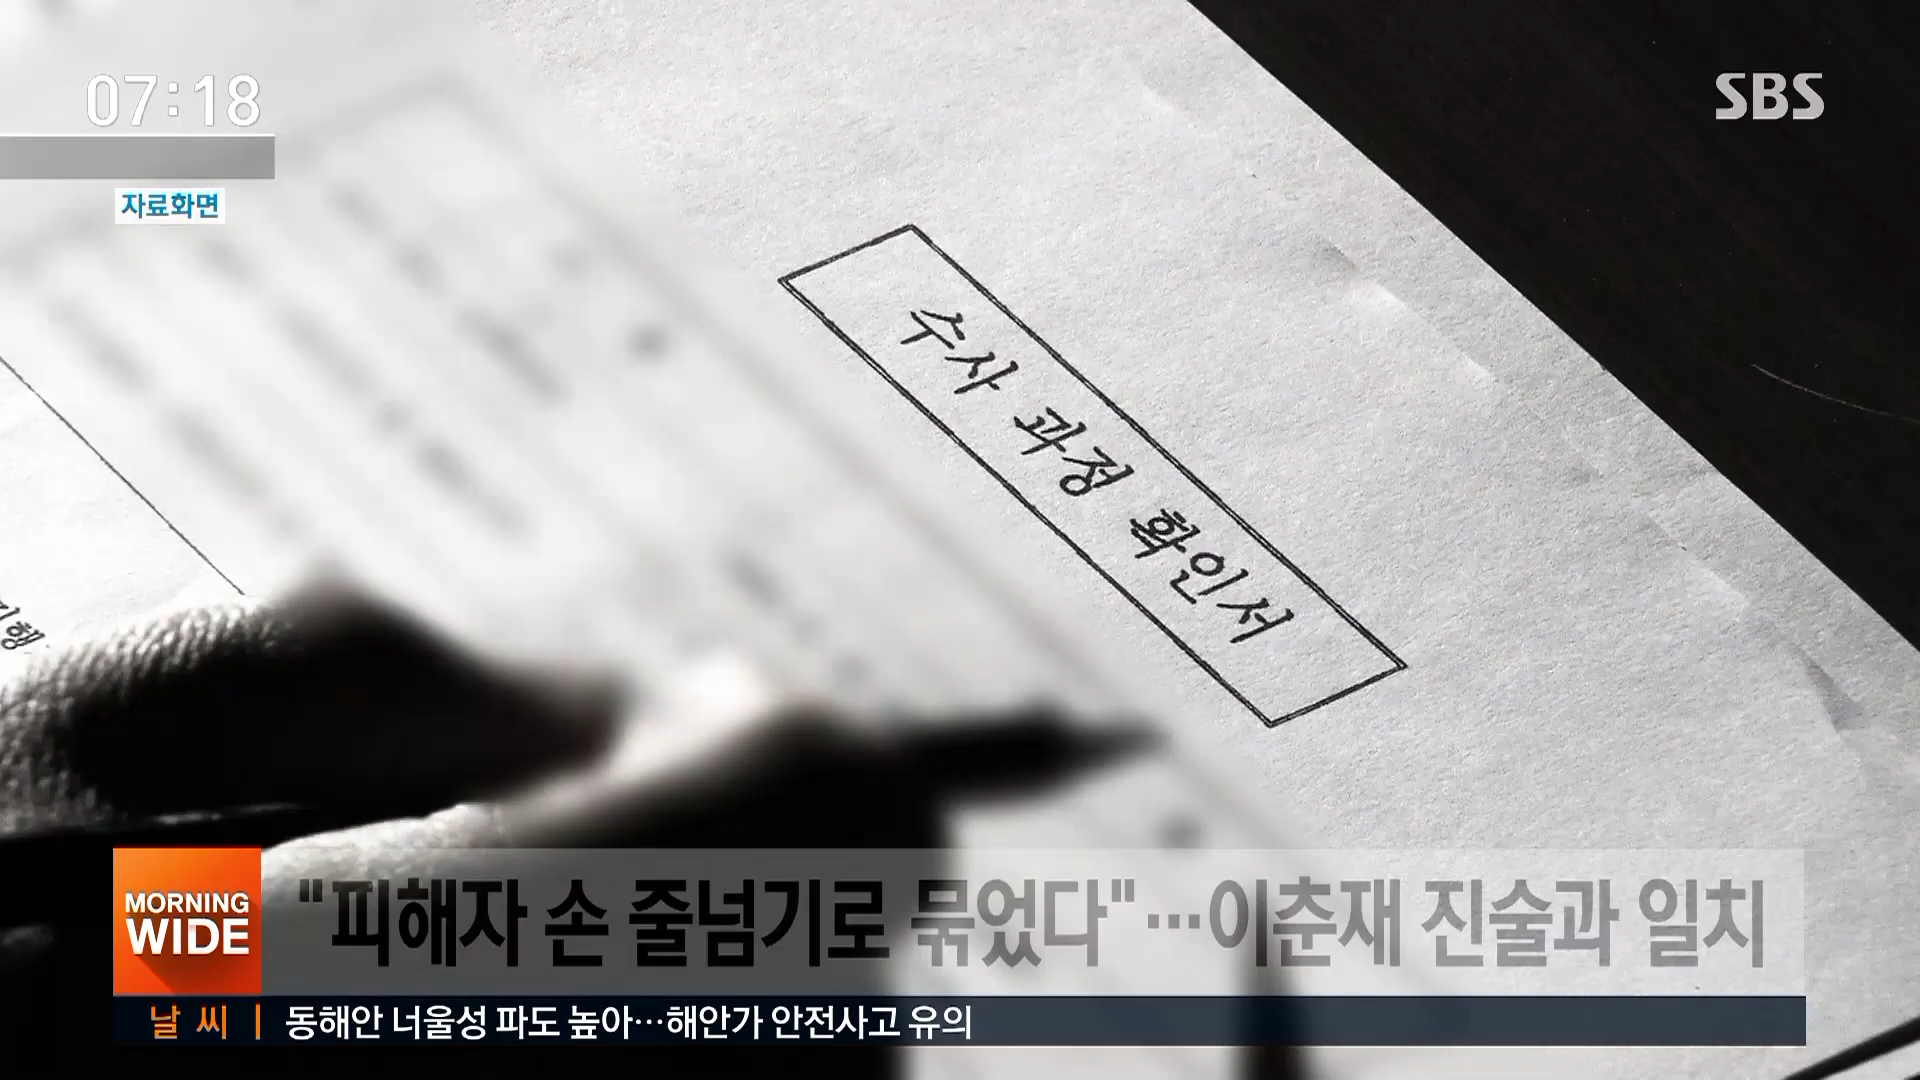 07:18
SBS
자료화면
수사 과정 확인서
행
MORNING
WIDE
"피해자 손 줄넘기로 묶었다"…이춘재 진술과 일치
날씨 | 동해안 너울성 파도 높아…해안가 안전사고 유의